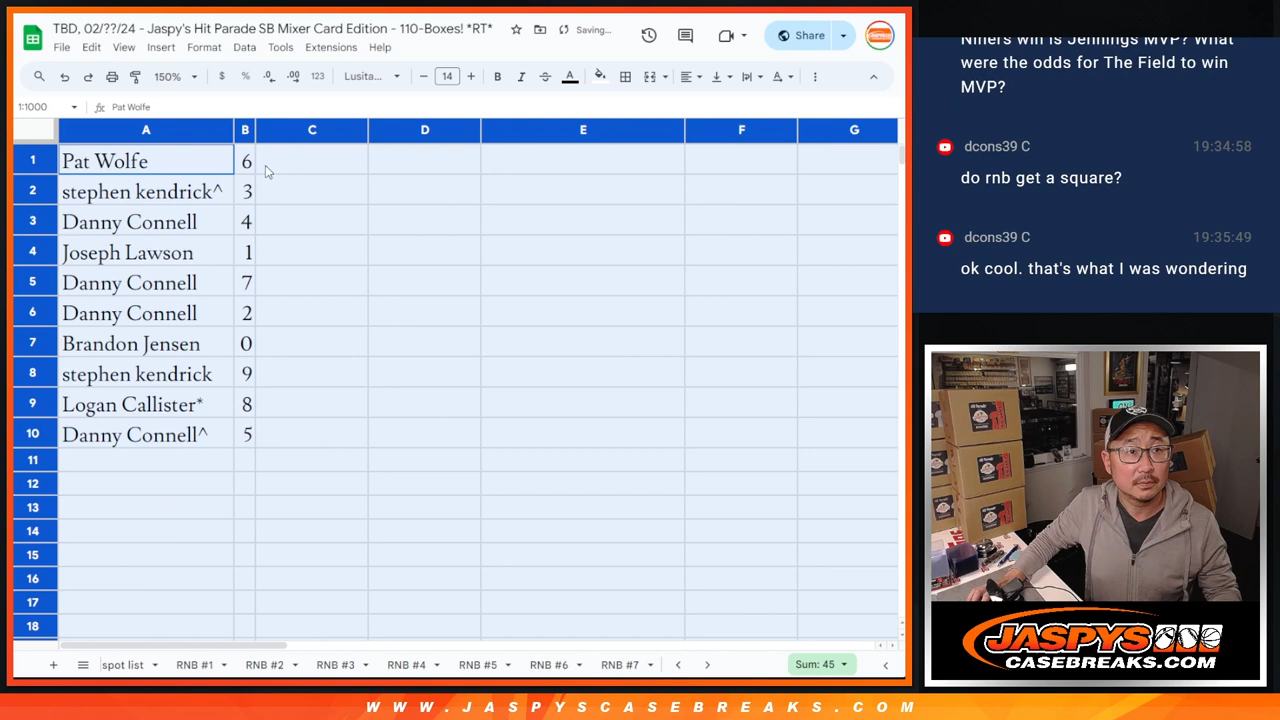 TBD, 02/??/24 - Jaspy's Hit Parade SB Mixer Card Edition - 110-Boxes! *RT*
Saving...
Share
File Edit View Insert Format Data Tools Extensions Help
150% $ % .0 .00 123 Lusita... 14 B I A
1:1000 fx Pat Wolfe
A B C D E F G
1 Pat Wolfe 6
2 stephen kendrick^ 3
3 Danny Connell 4
4 Joseph Lawson 1
5 Danny Connell 7
6 Danny Connell 2
7 Brandon Jensen 0
8 stephen kendrick 9
9 Logan Callister* 8
10 Danny Connell^ 5
11
12
13
14
15
16
17
18
spot list RNB #1 RNB #2 RNB #3 RNB #4 RNB #5 RNB #6 RNB #7 Sum: 45
Niners win is Jennings MVP? What
were the odds for The Field to win
MVP?
dcons39 C 19:34:58
do rnb get a square?
dcons39 C 19:35:49
ok cool. that's what I was wondering
JASPYS
CASEBREAKS.COM
WWW.JASPYSCASEBREAKS.COM